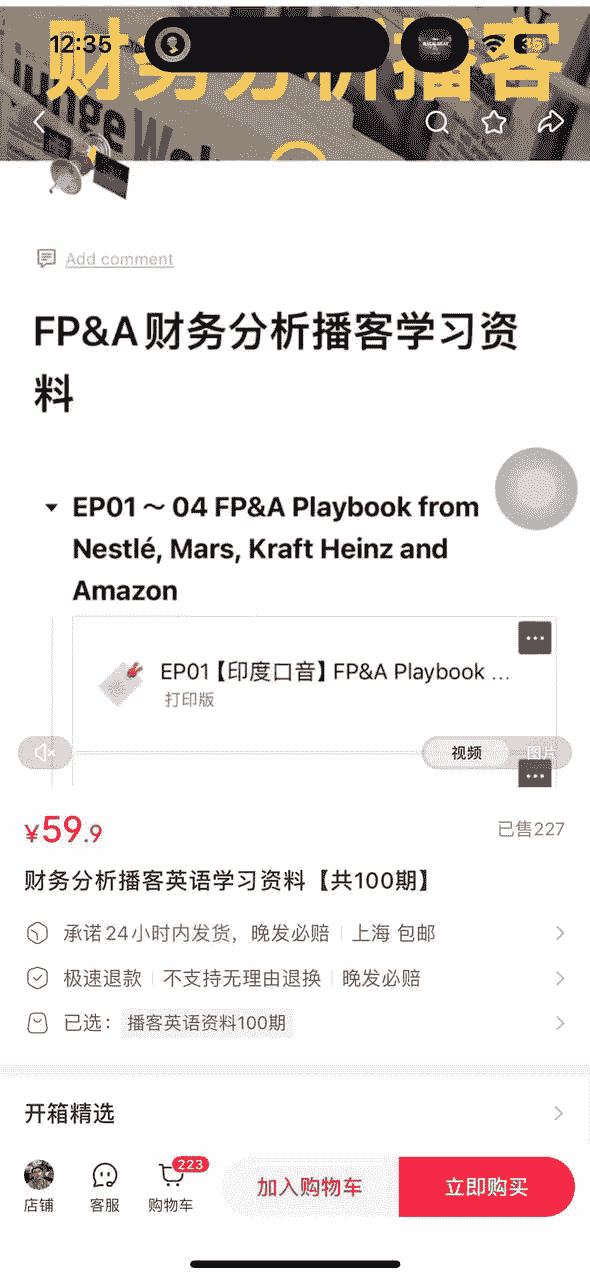 财务分析播客
12:35
35
Add comment
FP&A财务分析播客学习资
料
EP01 ~ 04 FP&A Playbook from
Nestlé, Mars, Kraft Heinz and
Amazon
EP01【印度口音】FP&A Playbook ...
打印版
视频
图片
¥59.9
已售227
财务分析播客英语学习资料【共100期】
承诺24小时内发货，晚发必赔
上海 包邮
极速退款
不支持无理由退换
晚发必赔
已选：
播客英语资料100期
开箱精选
223
店铺
客服
购物车
加入购物车
立即购买